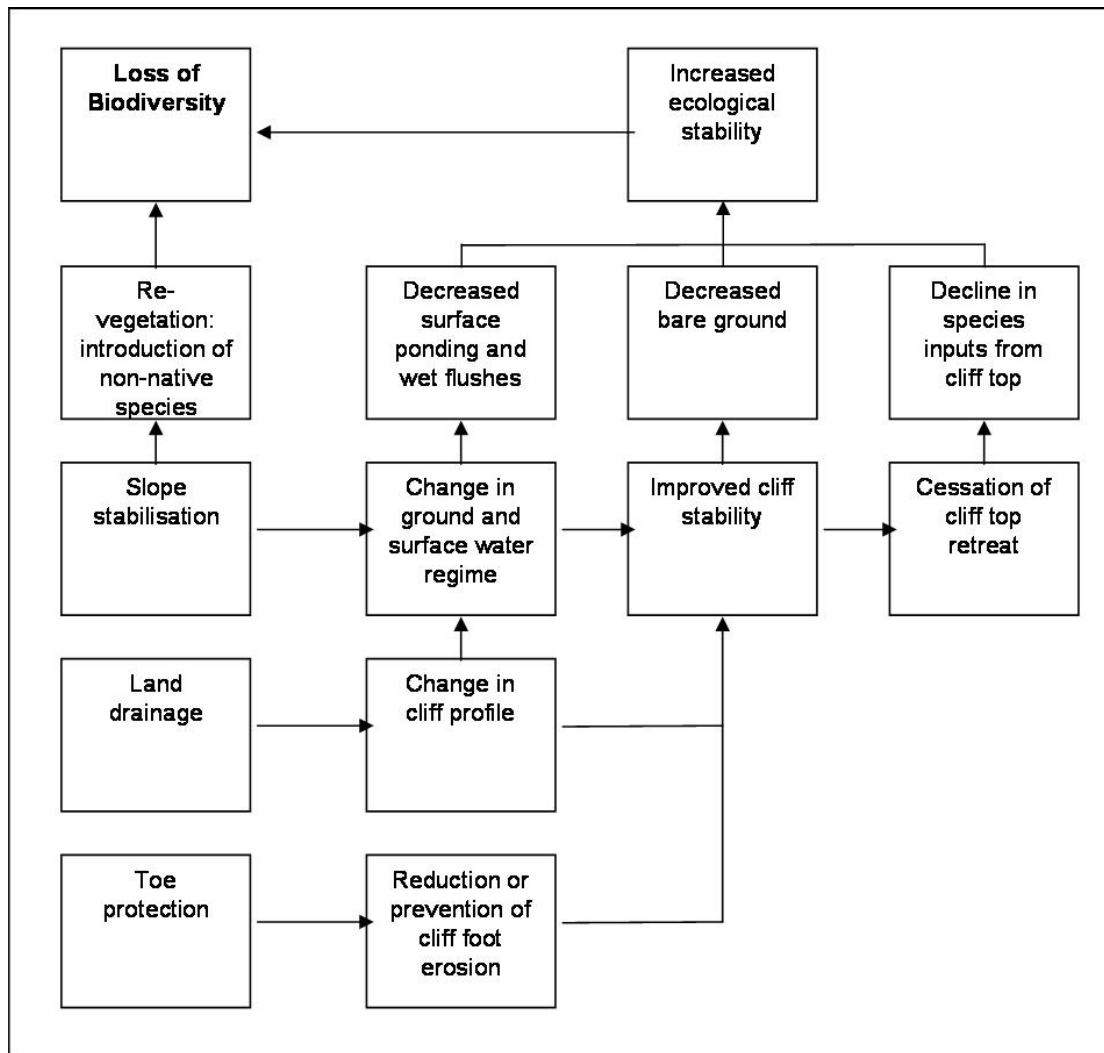 Loss of
Biodiversity
Increased
ecological
stability
Re-
vegetation:
introduction of
non-native
species
Decreased
surface
ponding and
wet flushes
Decreased
bare ground
Decline in
species
inputs from
cliff top
Slope
stabilisation
Change in
ground and
surface water
regime
Improved cliff
stability
Cessation of
cliff top
retreat
Land
drainage
Change in
cliff profile
Toe
protection
Reduction or
prevention of
cliff foot
erosion